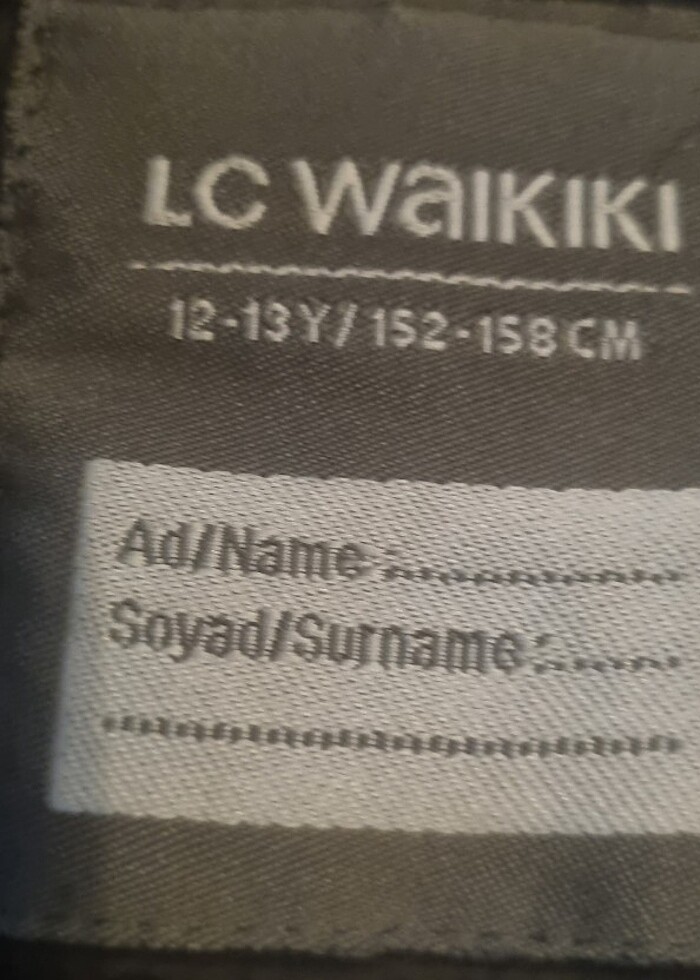 LC WAIKIKI
12-13Y/152-158CM
Ad/Name:..................
Soyad/Surname:.........
....................................